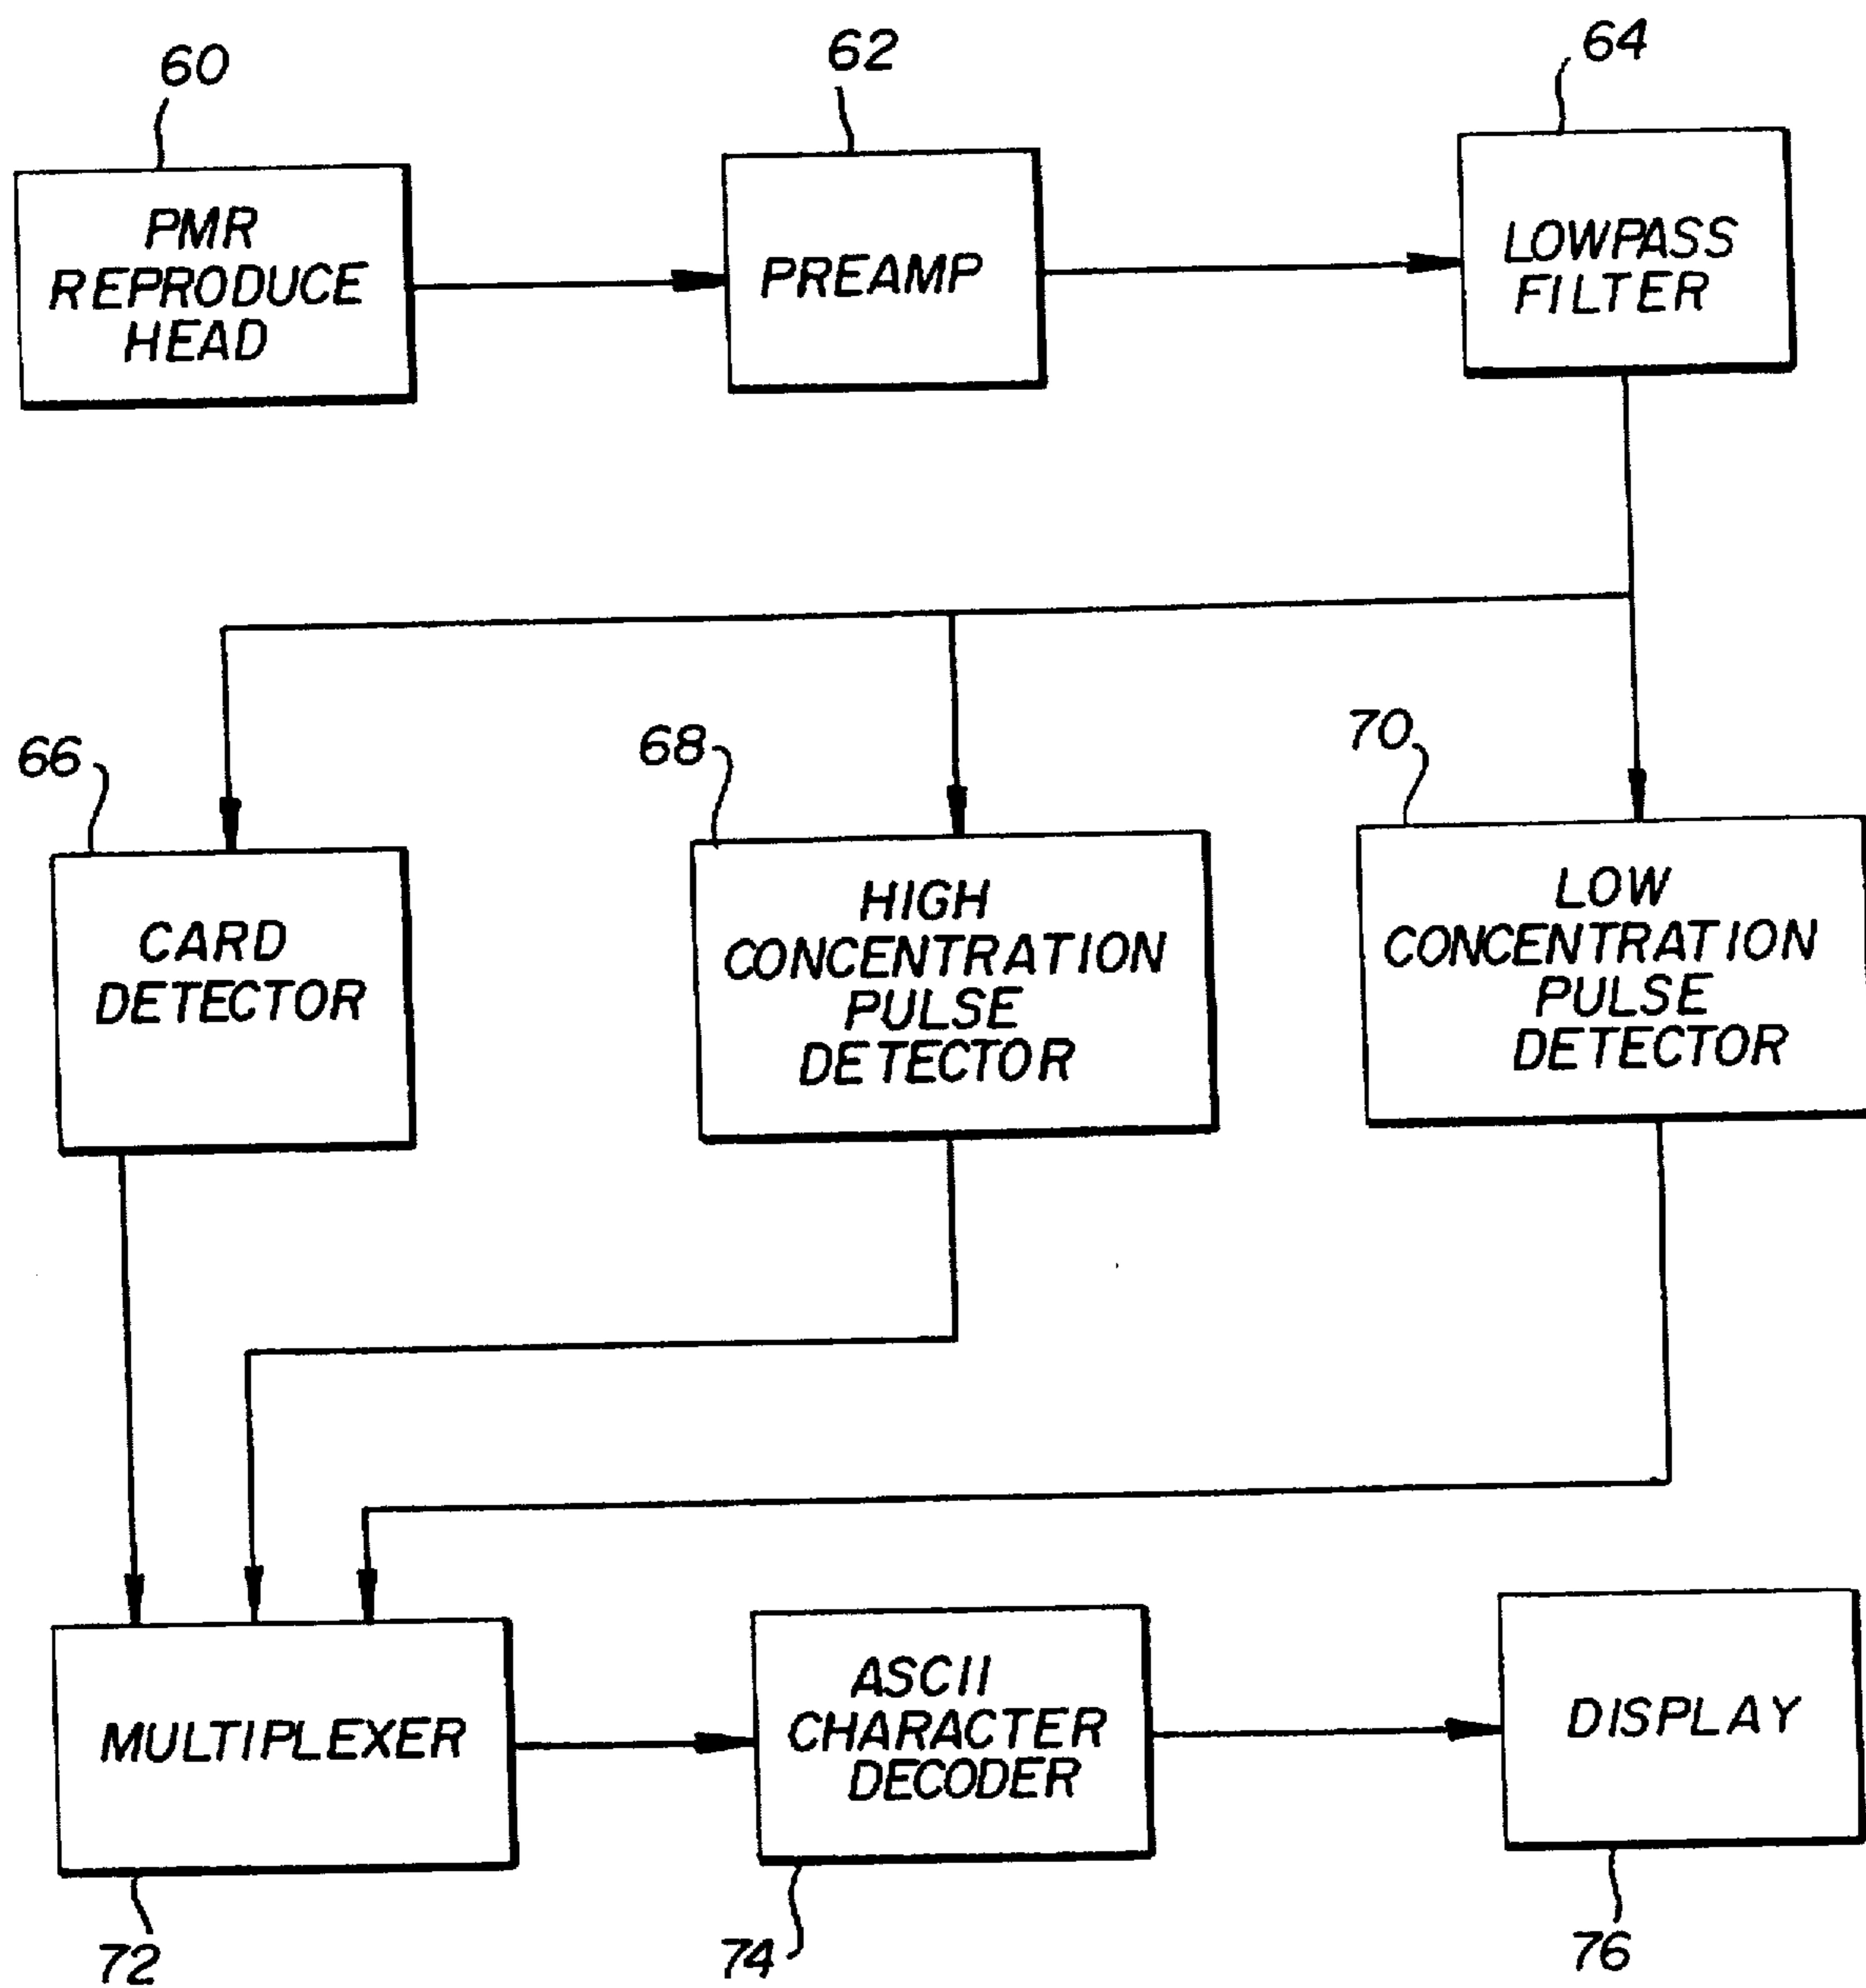 60
62
64
PMR
REPRODUCE
HEAD
PREAMP
LOWPASS
FILTER
66
68
70
CARD
DETECTOR
HIGH
CONCENTRATION
PULSE
DETECTOR
LOW
CONCENTRATION
PULSE
DETECTOR
MULTIPLEXER
ASCII
CHARACTER
DECODER
DISPLAY
72
74
76